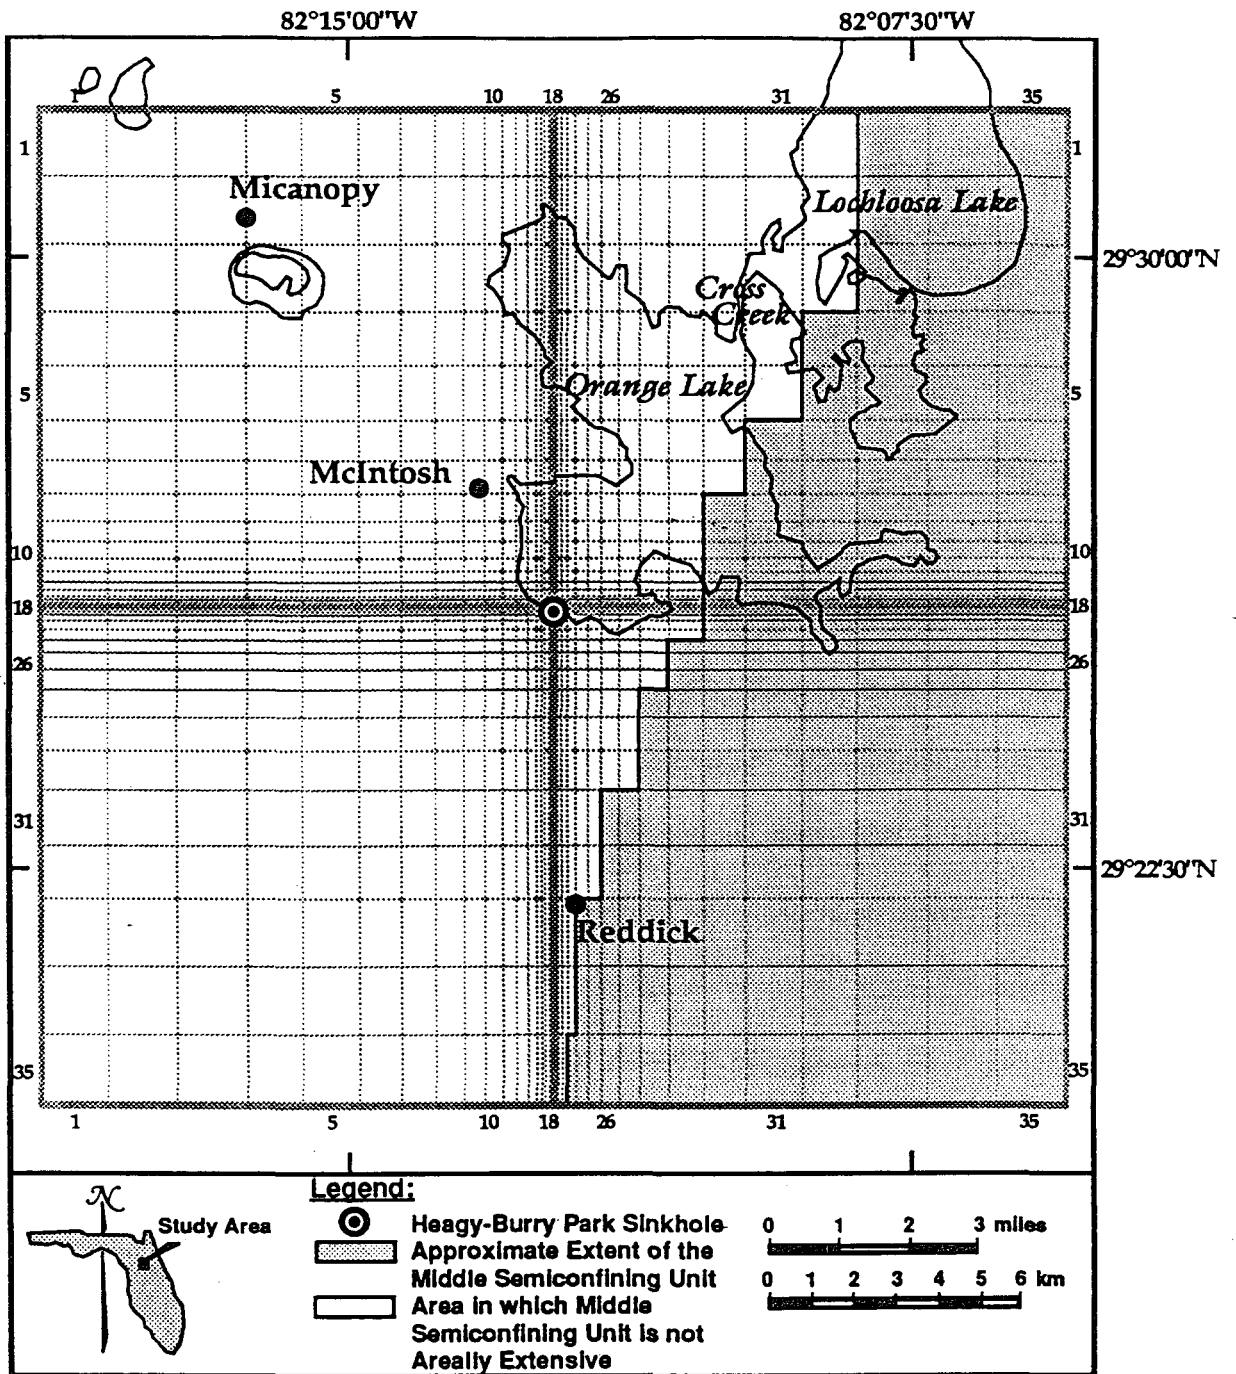 82°15'00"W 82°07'30"W
1 5 10 18 26 31 35
1 1
Micanopy
Lochloosa Lake
29°30'00"N
Cross
Creek
Orange Lake
5 5
McIntosh
10 10
18 18
26 26
31 31
29°22'30"N
Reddick
35 35
1 5 10 18 26 31 35
Legend:
N
Study Area
Heagy-Burry Park Sinkhole
Approximate Extent of the
Middle Semiconfining Unit
Area in which Middle
Semiconfining Unit is not
Areally Extensive
0 1 2 3 miles
0 1 2 3 4 5 6 km